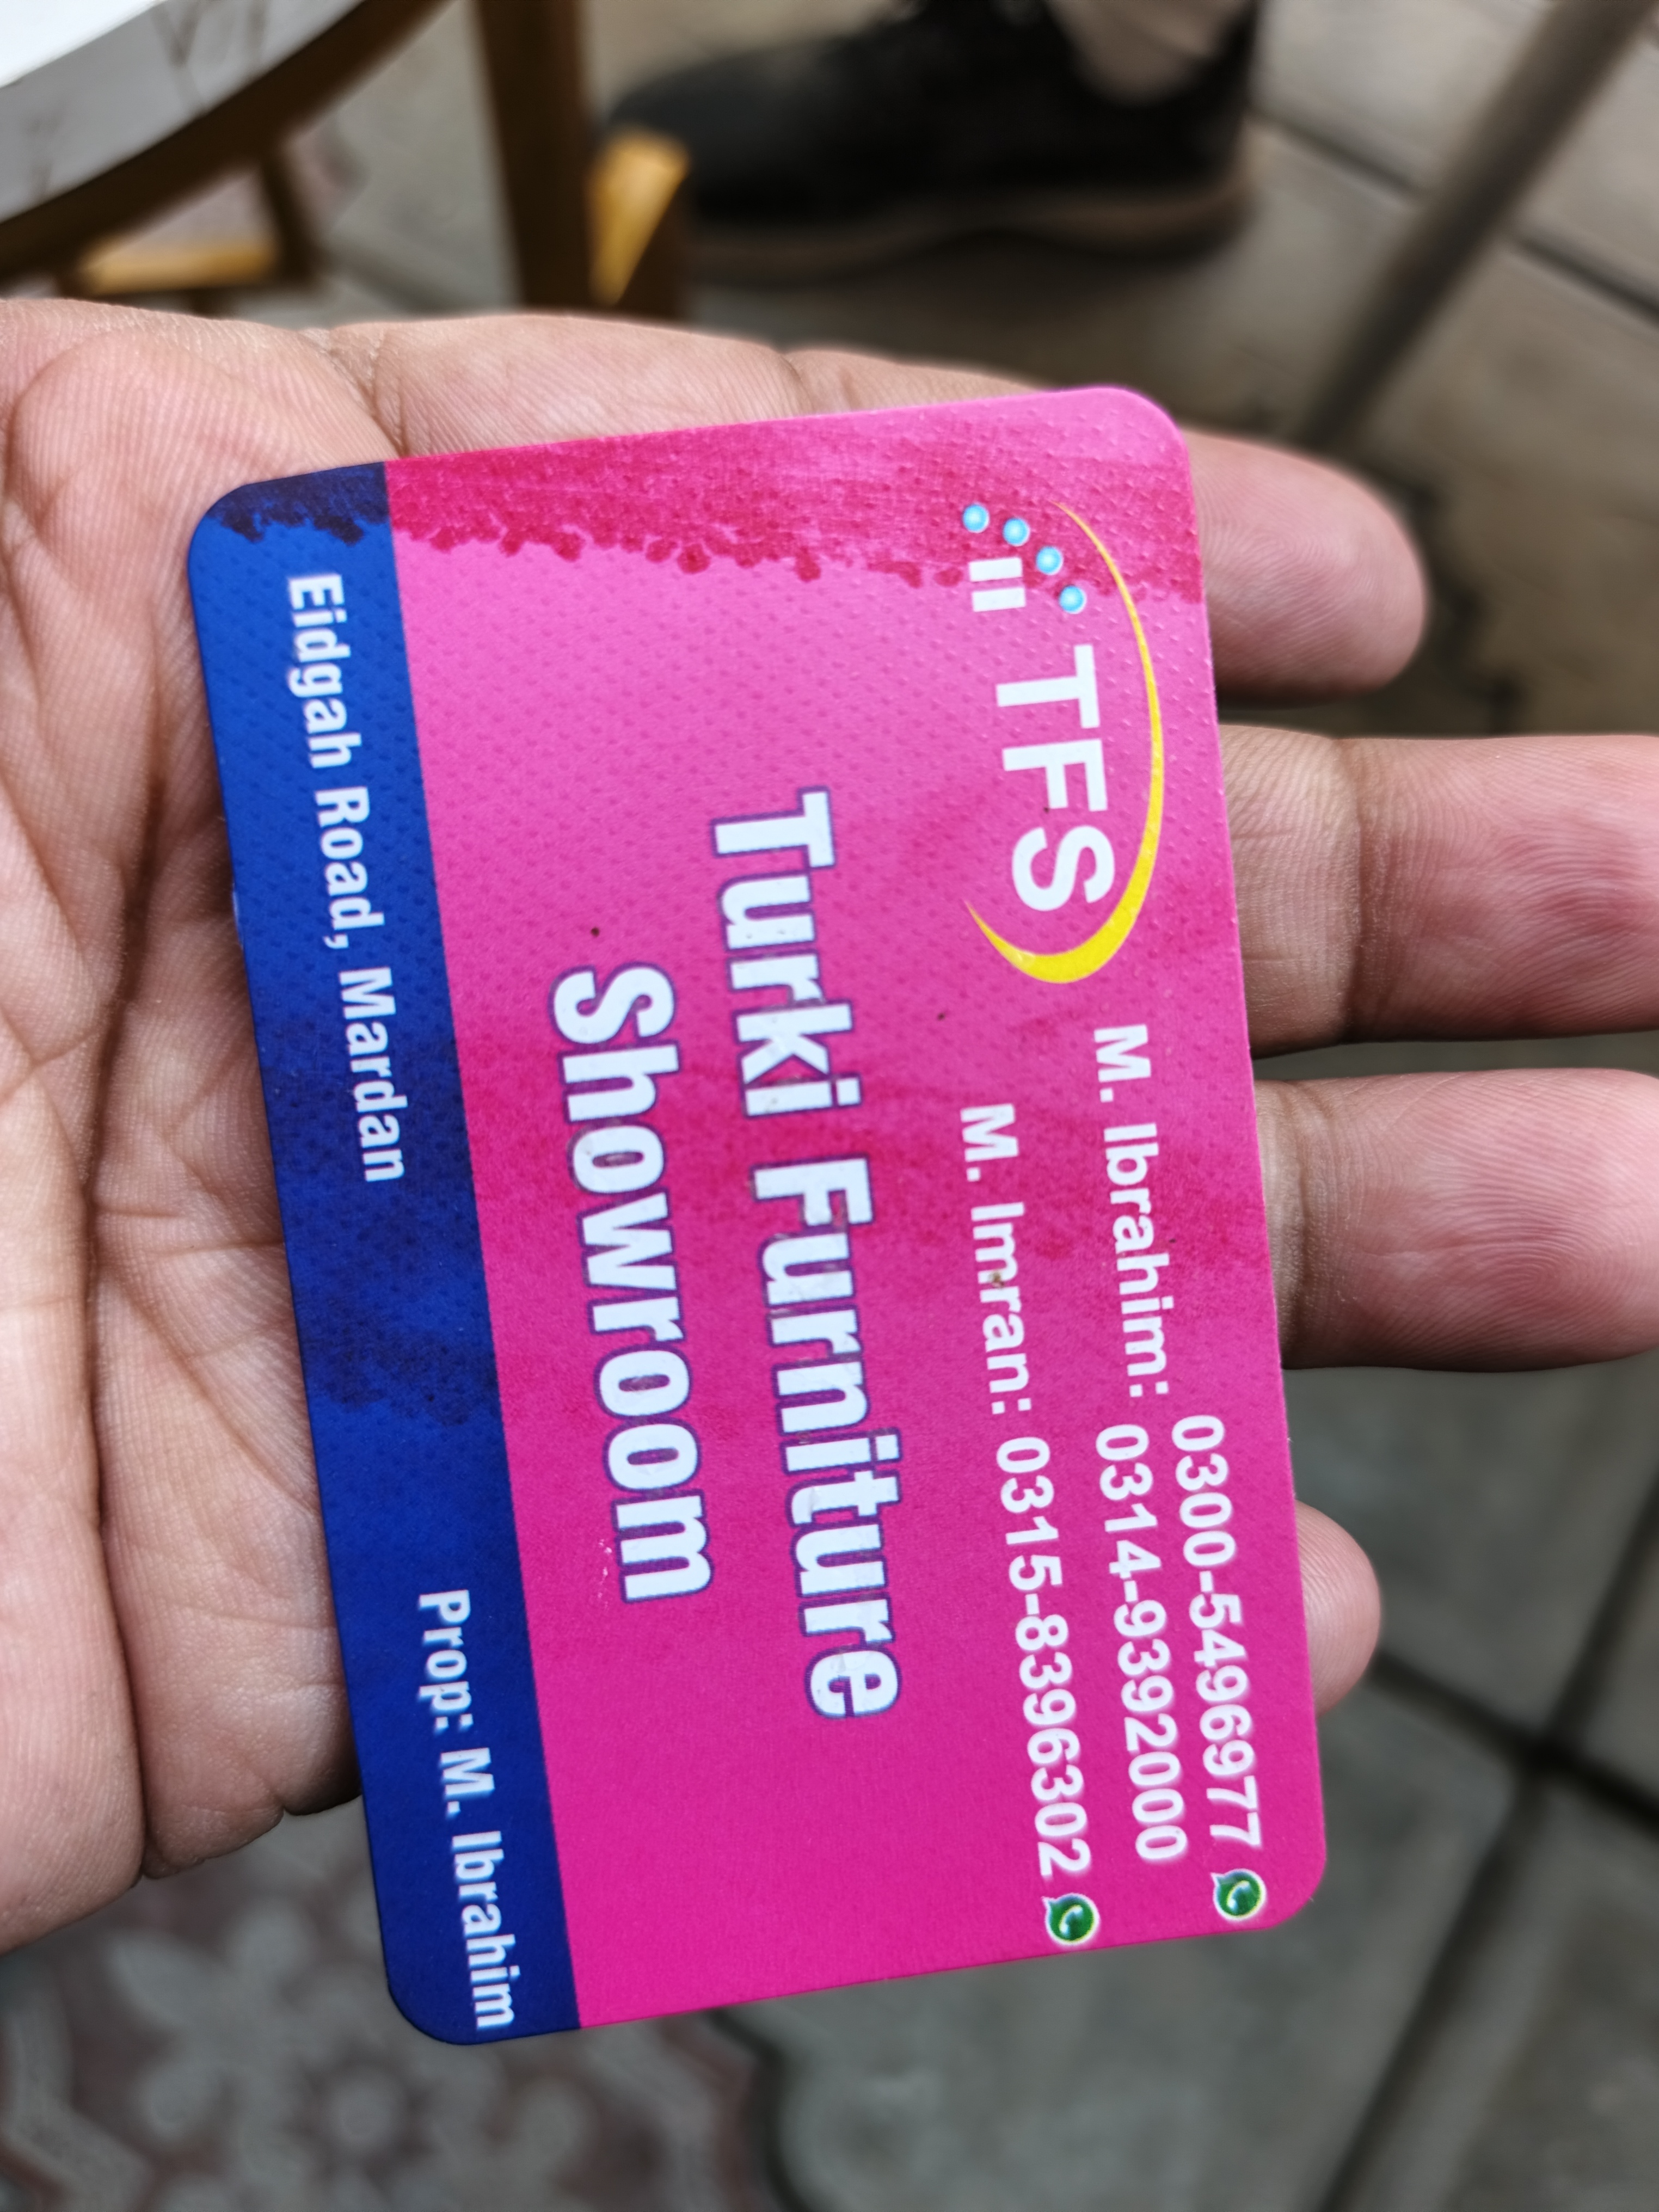 TFS
0300-5496977
M. Ibrahim: 0314-9392000
M. Imran: 0315-8396302
Turki Furniture
Showroom
Eidgah Road, Mardan
Prop: M. Ibrahim